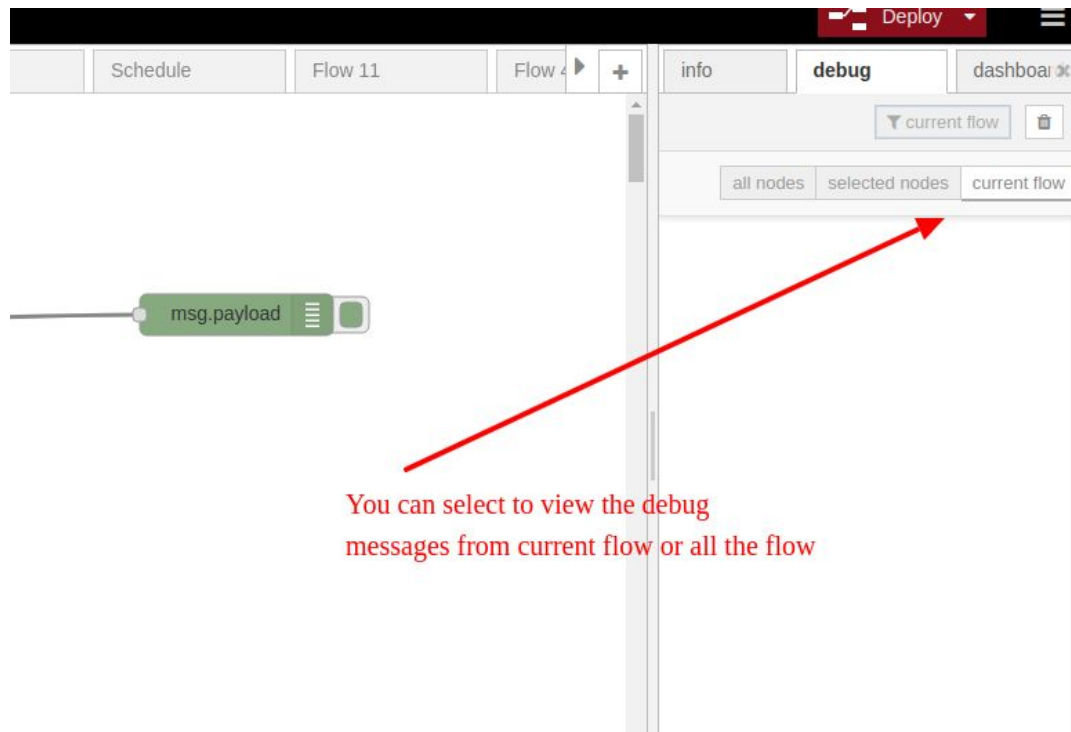 Deploy
Schedule Flow 11 Flow 4 + info debug dashboar
current flow
all nodes selected nodes current flow
msg.payload
You can select to view the debug
messages from current flow or all the flow